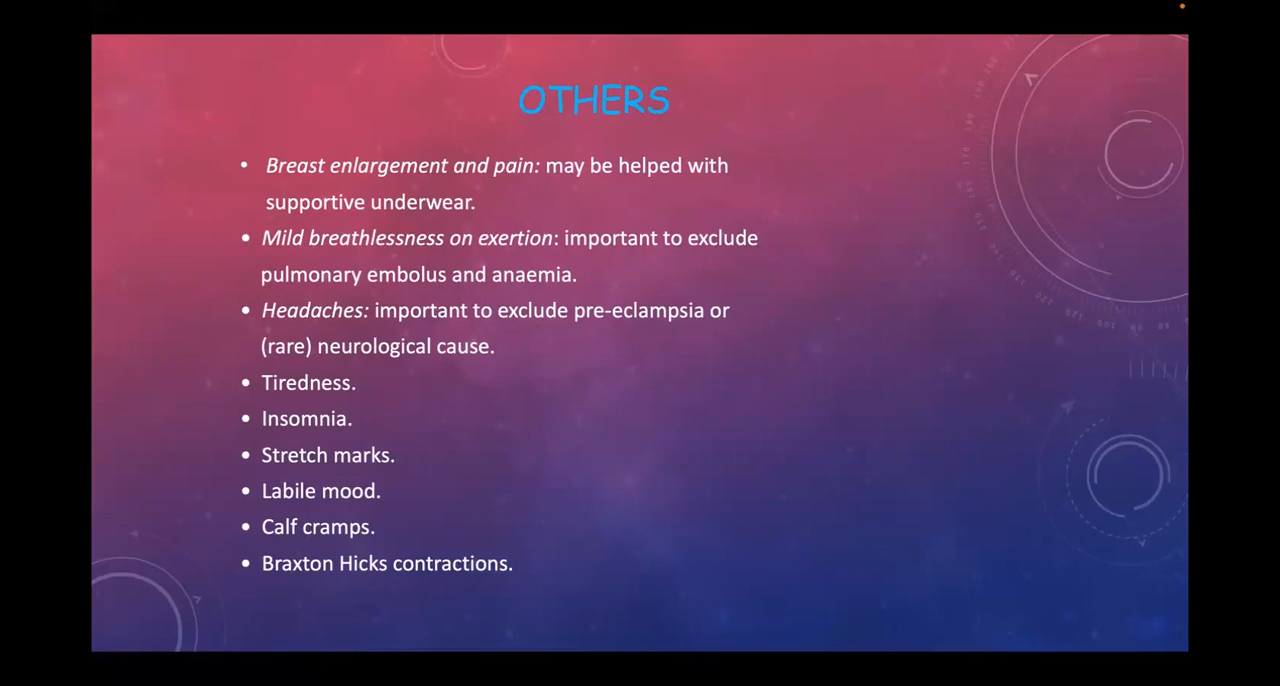 OTHERS
• Breast enlargement and pain: may be helped with
supportive underwear.
• Mild breathlessness on exertion: important to exclude
pulmonary embolus and anaemia.
• Headaches: important to exclude pre-eclampsia or
(rare) neurological cause.
• Tiredness.
• Insomnia.
• Stretch marks.
• Labile mood.
• Calf cramps.
• Braxton Hicks contractions.